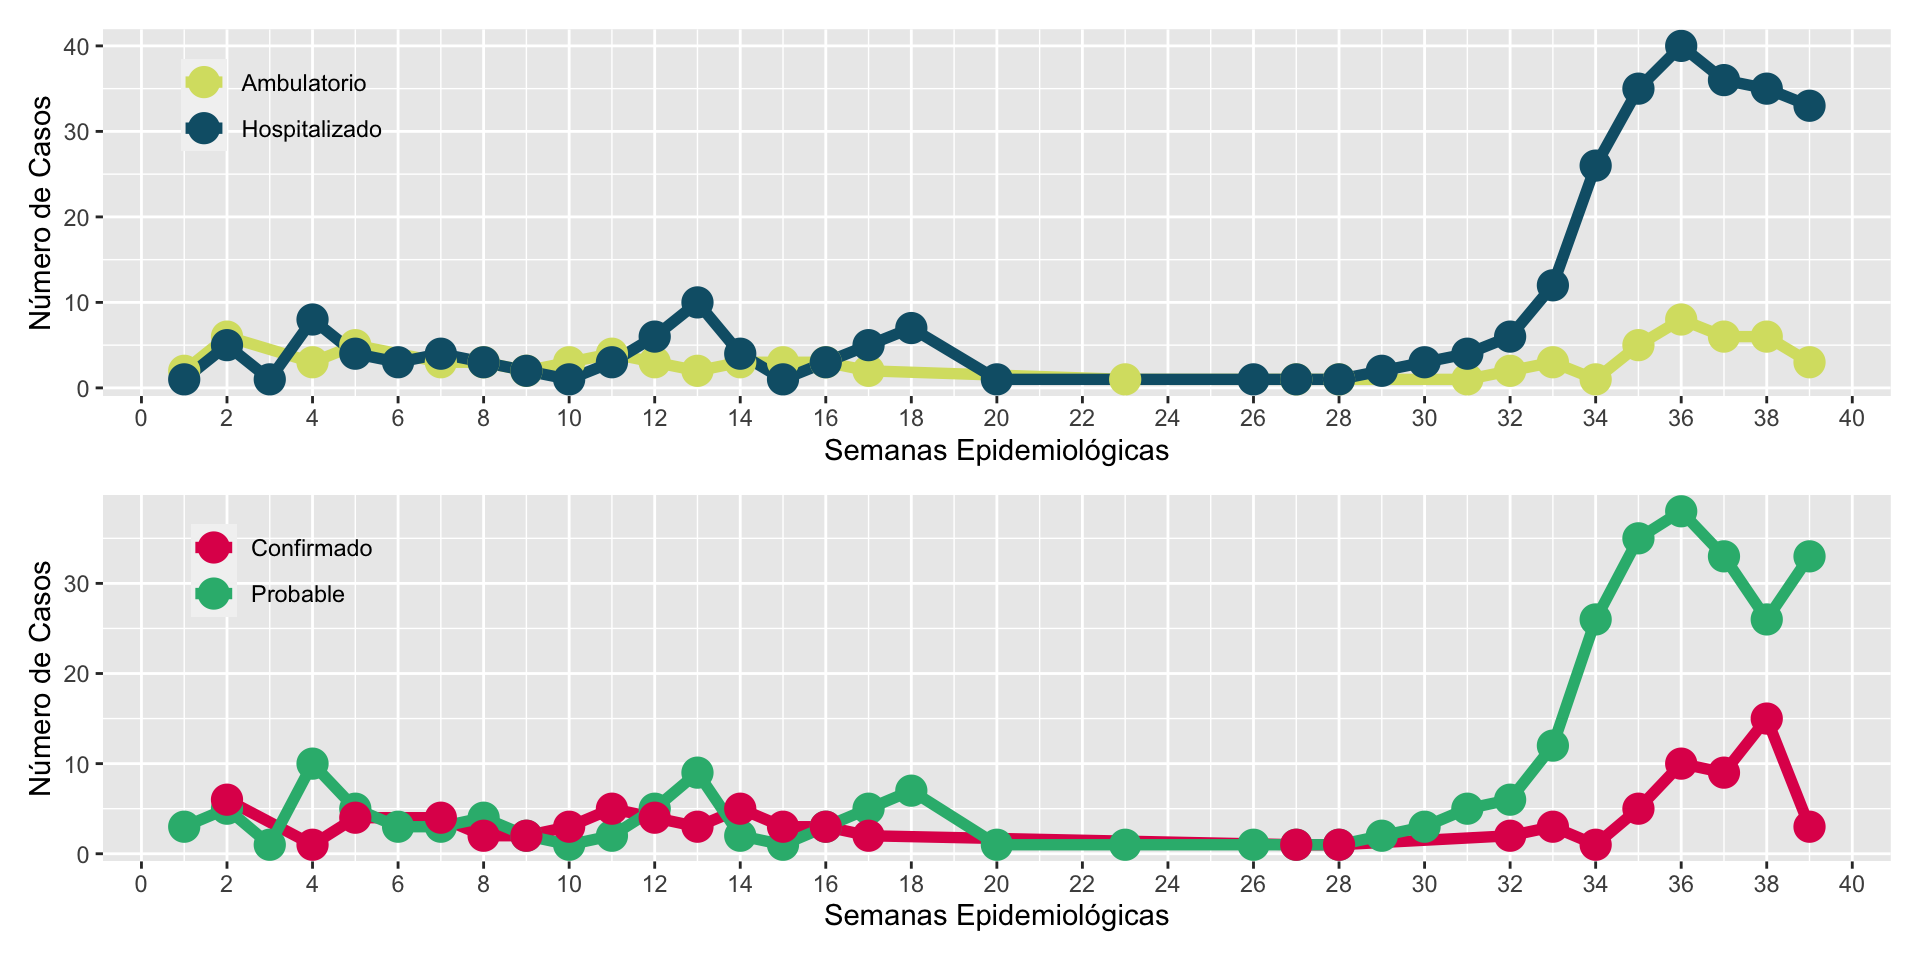 Número de Casos
40
30
20
10
0
Ambulatorio
Hospitalizado
0 2 4 6 8 10 12 14 16 18 20 22 24 26 28 30 32 34 36 38 40
Semanas Epidemiológicas
Número de Casos
30
20
10
0
Confirmado
Probable
0 2 4 6 8 10 12 14 16 18 20 22 24 26 28 30 32 34 36 38 40
Semanas Epidemiológicas